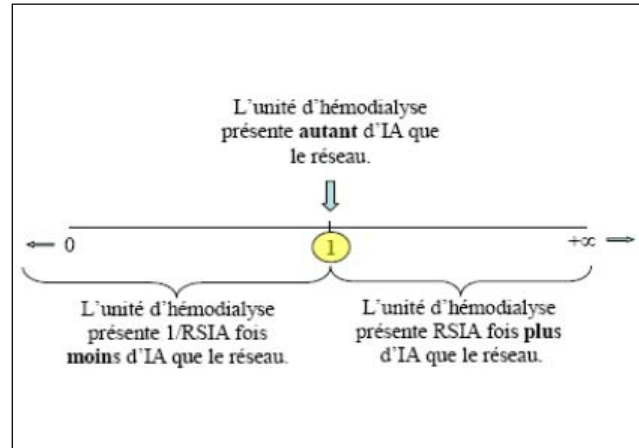 L'unité d'hémodialyse
présente autant d'IA que
le réseau.
0
1
+∞
L'unité d'hémodialyse
présente 1/RSIA fois
moins d'IA que le réseau.
L'unité d'hémodialyse
présente RSIA fois plus
d'IA que le réseau.